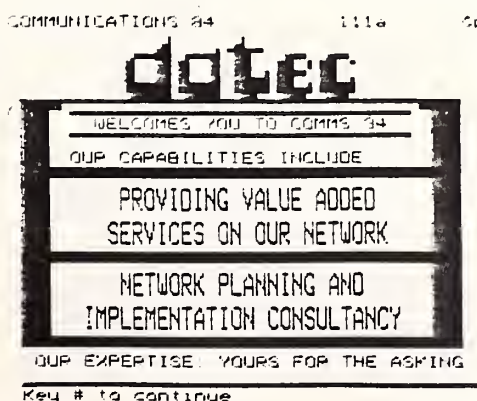 COMMUNICATIONS 84 111a
datec
WELCOMES YOU TO COMMS 84
OUR CAPABILITIES INCLUDE
PROVIDING VALUE ADDED
SERVICES ON OUR NETWORK
NETWORK PLANNING AND
IMPLEMENTATION CONSULTANCY
OUR EXPERTISE: YOURS FOR THE ASKING
Key # to continue